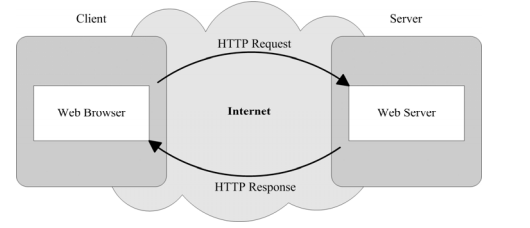 Client
Server
HTTP Request
Web Browser
Internet
Web Server
HTTP Response